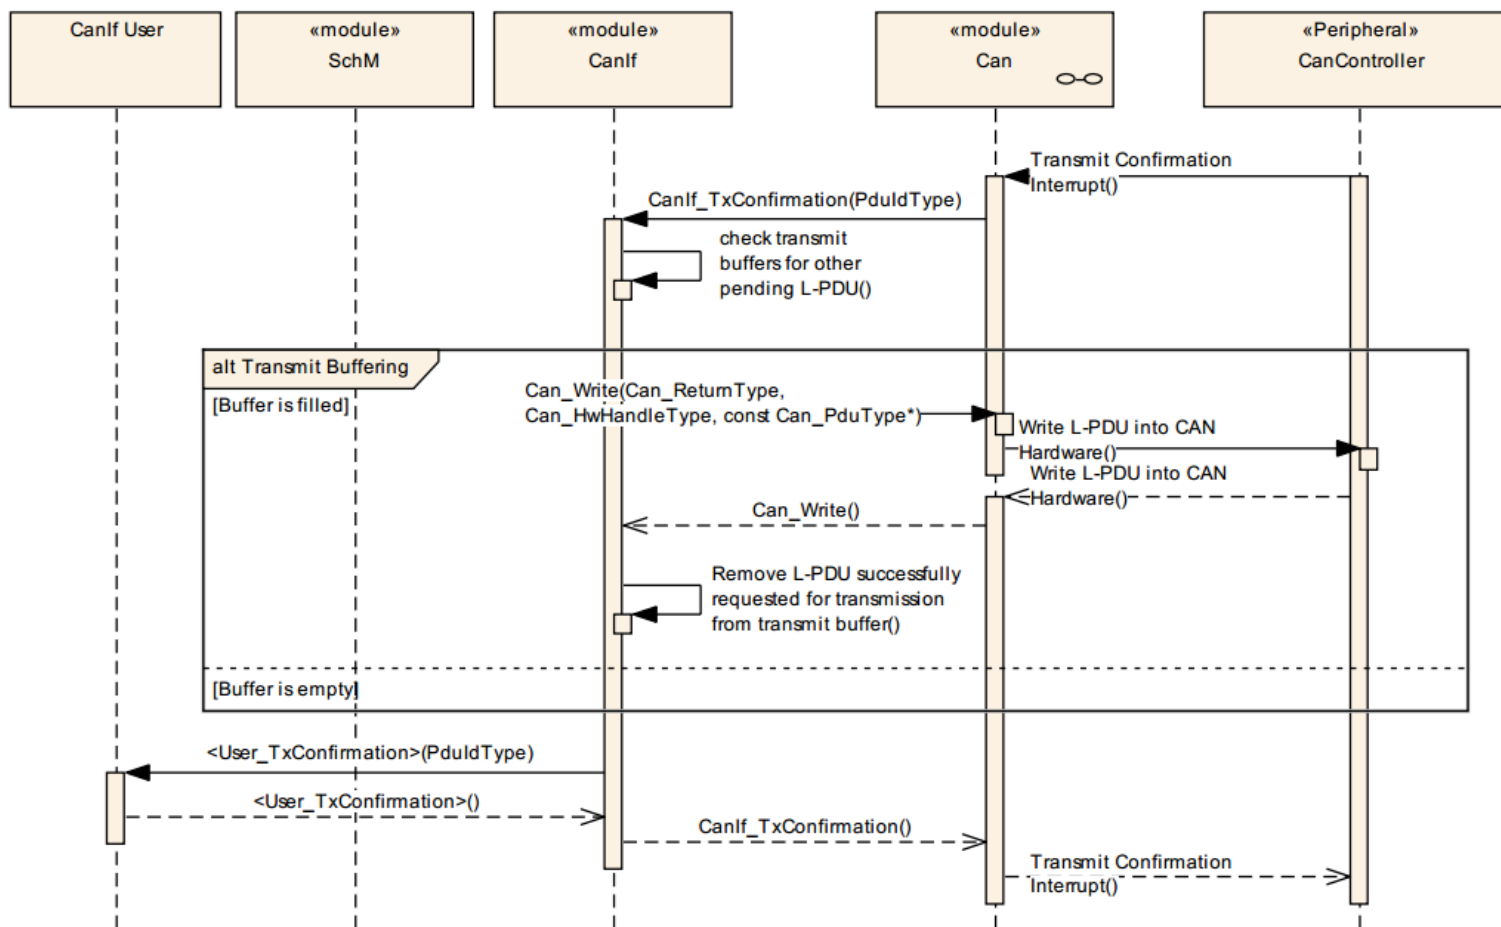 CanIf User
«module»
SchM
«module»
CanIf
«module»
Can
«Peripheral»
CanController
Transmit Confirmation
Interrupt()
CanIf_TxConfirmation(PduIdType)
check transmit
buffers for other
pending L-PDU()
alt Transmit Buffering
[Buffer is filled]
Can_Write(Can_ReturnType,
Can_HwHandleType, const Can_PduType*)
Write L-PDU into CAN
Hardware()
Write L-PDU into CAN
Hardware()
Can_Write()
Remove L-PDU successfully
requested for transmission
from transmit buffer()
[Buffer is empty]
<User_TxConfirmation>(PduIdType)
<User_TxConfirmation>()
CanIf_TxConfirmation()
Transmit Confirmation
Interrupt()